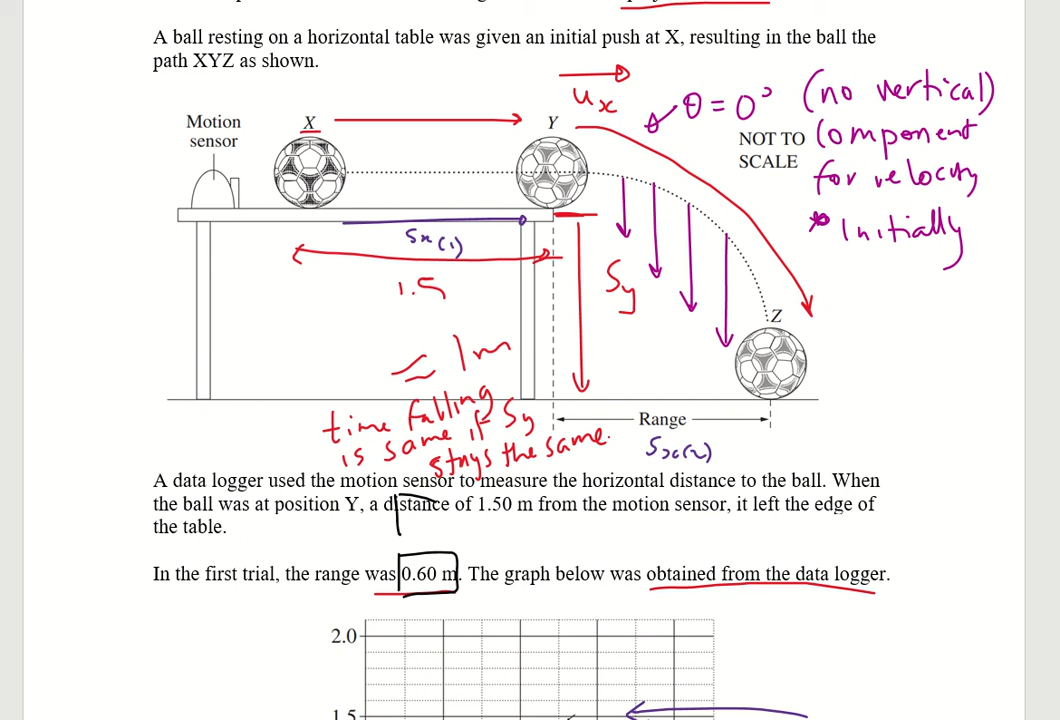 A ball resting on a horizontal table was given an initial push at X, resulting in the ball the
path XYZ as shown.
ux
θ = 0° (no vertical)
component
for velocity
* Initially
Motion
sensor
X
Y
NOT TO
SCALE
Sx(1)
1.5
Sy
Z
≈ 1m
time falling
is same if Sy
stays the same.
Range
Sx(2)
A data logger used the motion sensor to measure the horizontal distance to the ball. When
the ball was at position Y, a distance of 1.50 m from the motion sensor, it left the edge of
the table.
In the first trial, the range was 0.60 m. The graph below was obtained from the data logger.
2.0
1.5